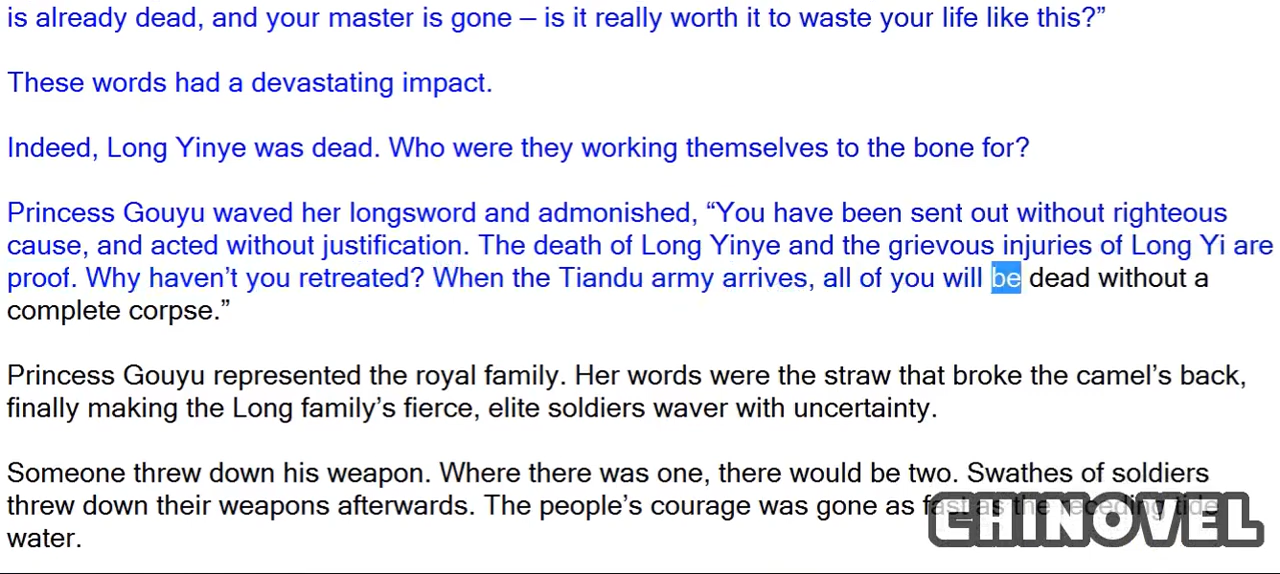 is already dead, and your master is gone – is it really worth it to waste your life like this?”
These words had a devastating impact.
Indeed, Long Yinye was dead. Who were they working themselves to the bone for?
Princess Gouyu waved her longsword and admonished, “You have been sent out without righteous
cause, and acted without justification. The death of Long Yinye and the grievous injuries of Long Yi are
proof. Why haven’t you retreated? When the Tiandu army arrives, all of you will be dead without a
complete corpse.”
Princess Gouyu represented the royal family. Her words were the straw that broke the camel’s back,
finally making the Long family’s fierce, elite soldiers waver with uncertainty.
Someone threw down his weapon. Where there was one, there would be two. Swathes of soldiers
threw down their weapons afterwards. The people’s courage was gone as fast as the receding tide
water.
CHINOVEL